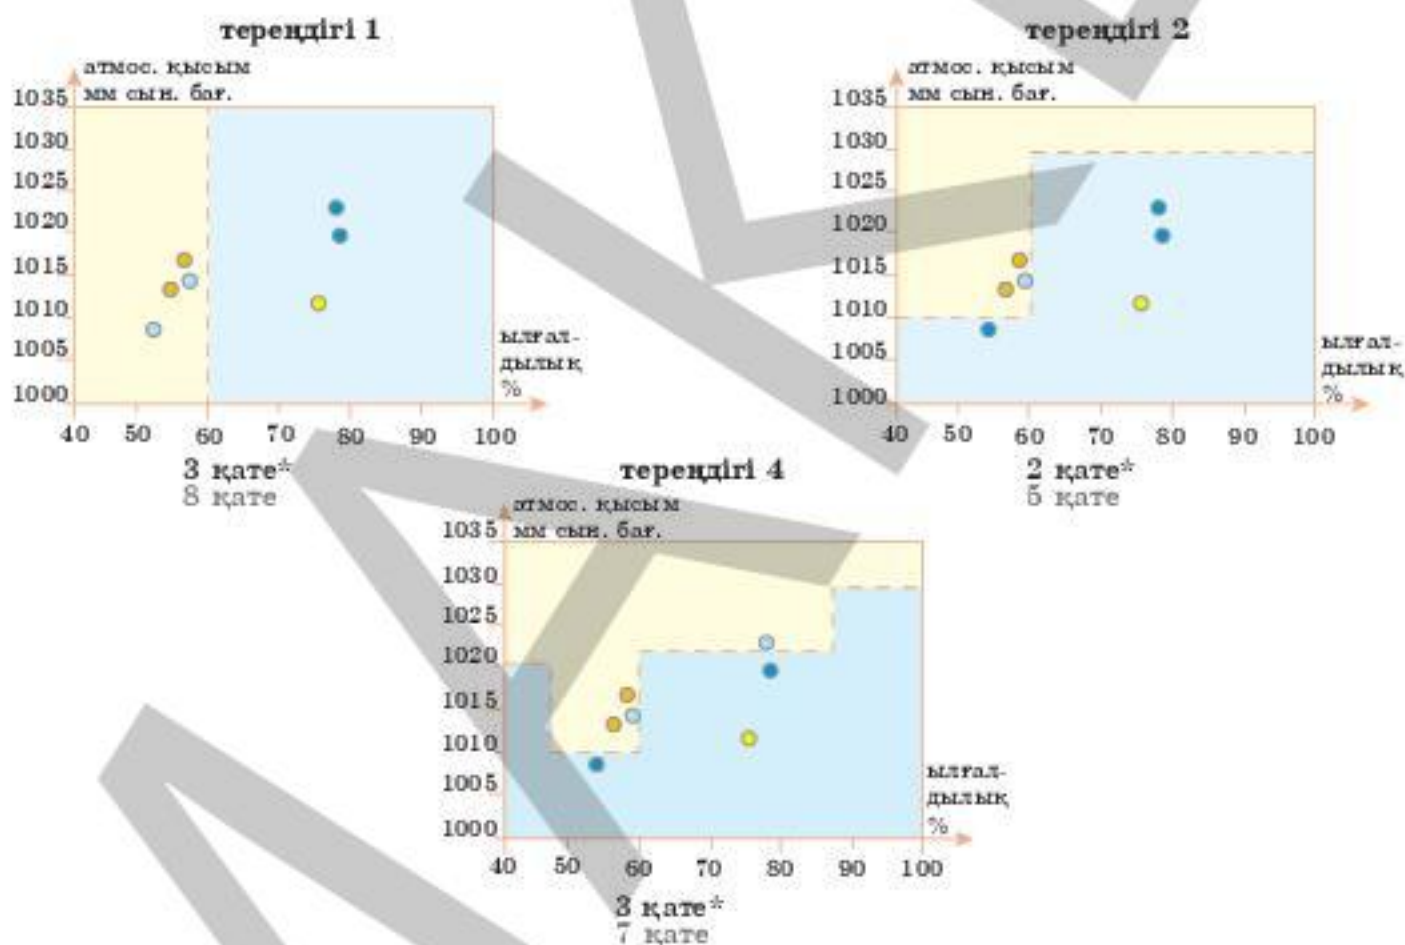 тереңдігі 1
атмос. қысым
мм сын. бағ.
1035
1030
1025
1020
1015
1010
1005
1000
40 50 60 70 80 90 100
ылғал-
дылық
%
3 қате*
8 қате
тереңдігі 2
атмос. қысым
мм сын. бағ.
1035
1030
1025
1020
1015
1010
1005
1000
40 50 60 70 80 90 100
ылғал-
дылық
%
2 қате*
5 қате
тереңдігі 4
атмос. қысым
мм сын. бағ.
1035
1030
1025
1020
1015
1010
1005
1000
40 50 60 70 80 90 100
ылғал-
дылық
%
3 қате*
7 қате